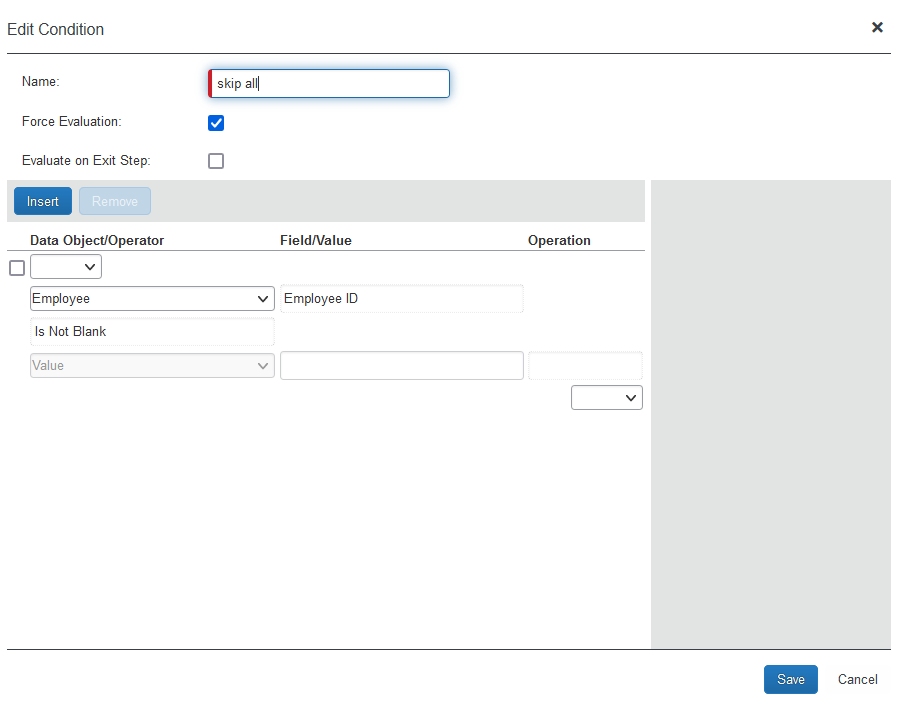 Edit Condition
Name:
skip all
Force Evaluation:
Evaluate on Exit Step:
Insert Remove
Data Object/Operator Field/Value Operation
Employee Employee ID
Is Not Blank
Value
Save Cancel